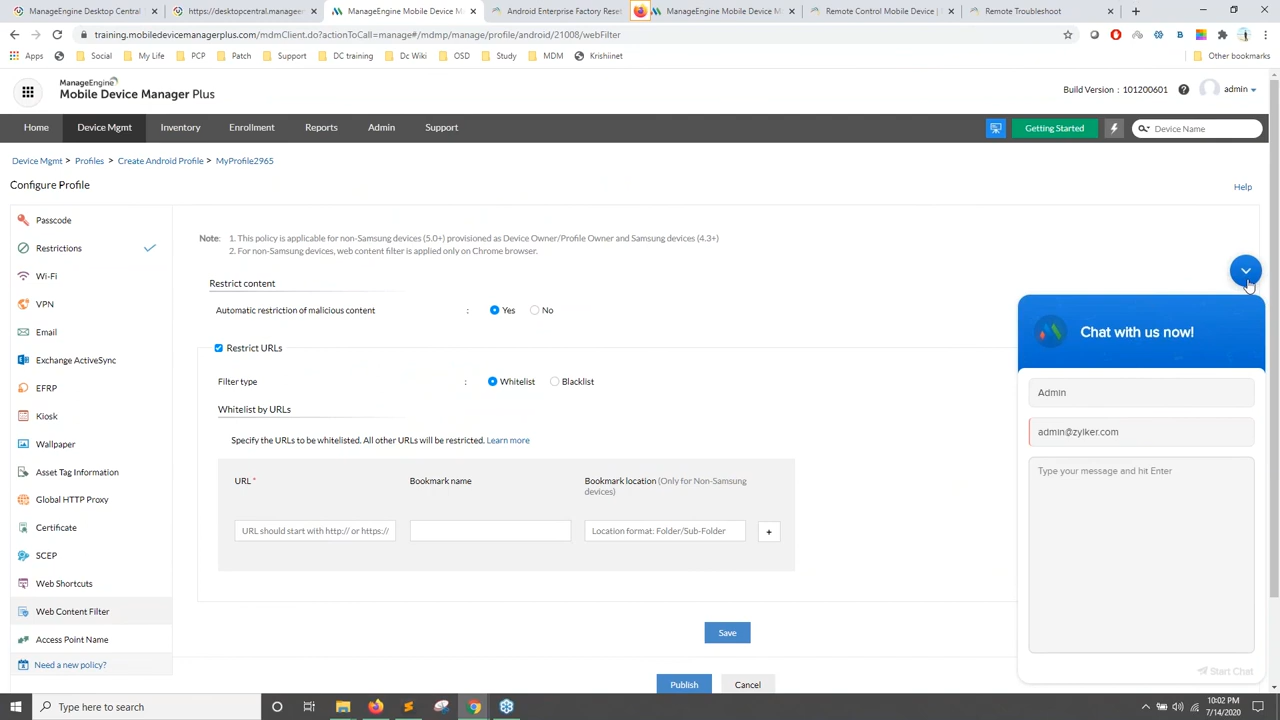 ManageEngine Desktop Central
https://desktopcentral.manageen
ManageEngine Mobile Device M
Android Enterprise Factory Reset
ManageEngine Mobile Device M
Remote Control Mobile Device |
Remote Troubleshoot
training.mobiledevicemanagerplus.com/mdmClient.do?actionToCall=manage#/mdmp/manage/profile/android/21008/webFilter
Apps
Social
My Life
PCP
Patch
Support
DC training
Dc Wiki
OSD
Study
MDM
Krishiinet
Other bookmarks
ManageEngine
Mobile Device Manager Plus
Build Version : 101200601
admin
Home
Device Mgmt
Inventory
Enrollment
Reports
Admin
Support
Getting Started
Device Name
Device Mgmt > Profiles > Create Android Profile > MyProfile2965
Configure Profile
Help
Passcode
Restrictions
Wi-Fi
VPN
Email
Exchange ActiveSync
EFRP
Kiosk
Wallpaper
Asset Tag Information
Global HTTP Proxy
Certificate
SCEP
Web Shortcuts
Web Content Filter
Access Point Name
Need a new policy?
Note: 1. This policy is applicable for non-Samsung devices (5.0+) provisioned as Device Owner/Profile Owner and Samsung devices (4.3+)
2. For non-Samsung devices, web content filter is applied only on Chrome browser.
Restrict content
Automatic restriction of malicious content : Yes No
Restrict URLs
Filter type : Whitelist Blacklist
Whitelist by URLs
Specify the URLs to be whitelisted. All other URLs will be restricted. Learn more
URL *
Bookmark name
Bookmark location (Only for Non-Samsung
devices)
URL should start with http:// or https://
Location format: Folder/Sub-Folder
+
Save
Publish
Cancel
Chat with us now!
Admin
admin@zylker.com
Type your message and hit Enter
Start Chat
Type here to search
10:02 PM
7/14/2020